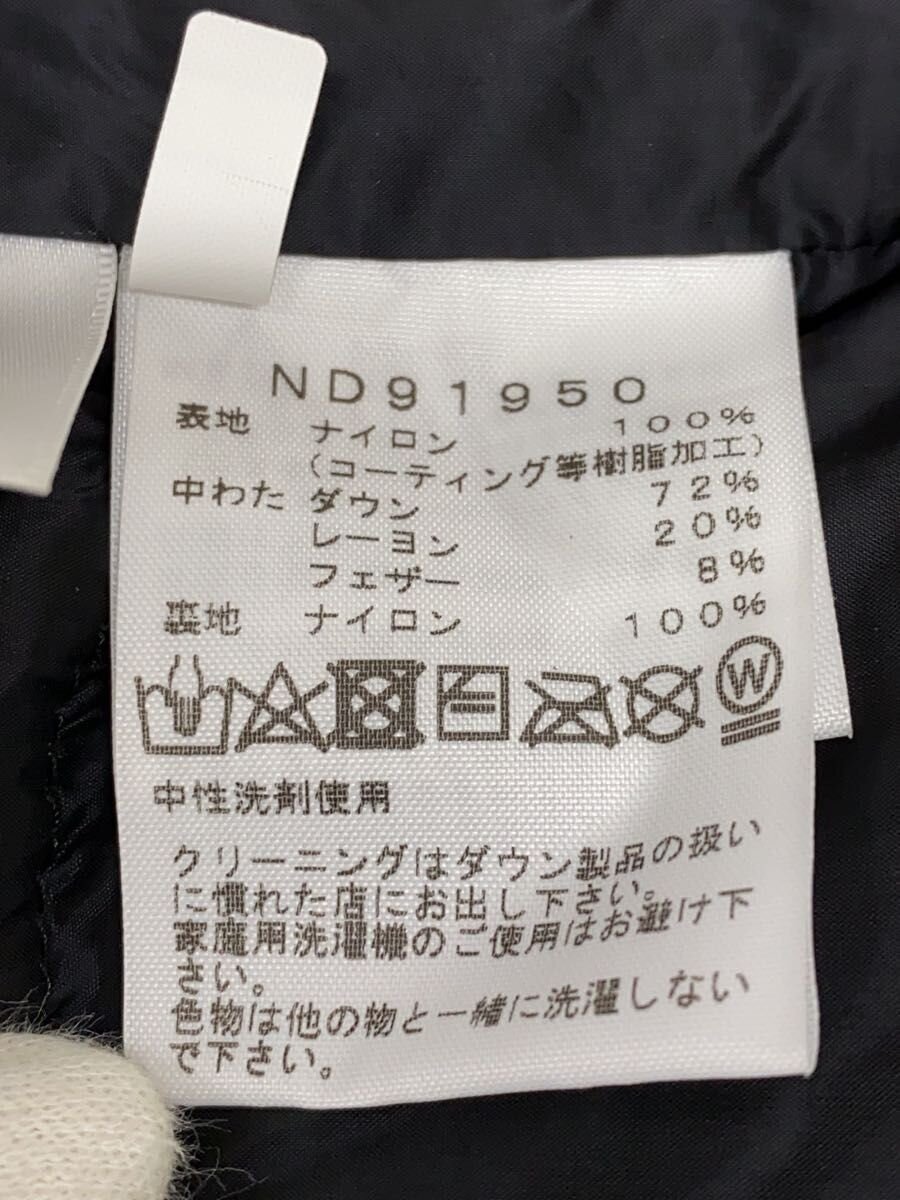 ND91950
表地 ナイロン 100%
(コーティング等樹脂加工)
中わた ダウン 72%
レーヨン 20%
フェザー 8%
裏地 ナイロン 100%
W
中性洗剤使用
クリーニングはダウン製品の扱い
に慣れた店にお出し下さい。
家庭用洗濯機のご使用はお避け下
さい。
色物は他の物と一緒に洗濯しない
で下さい。